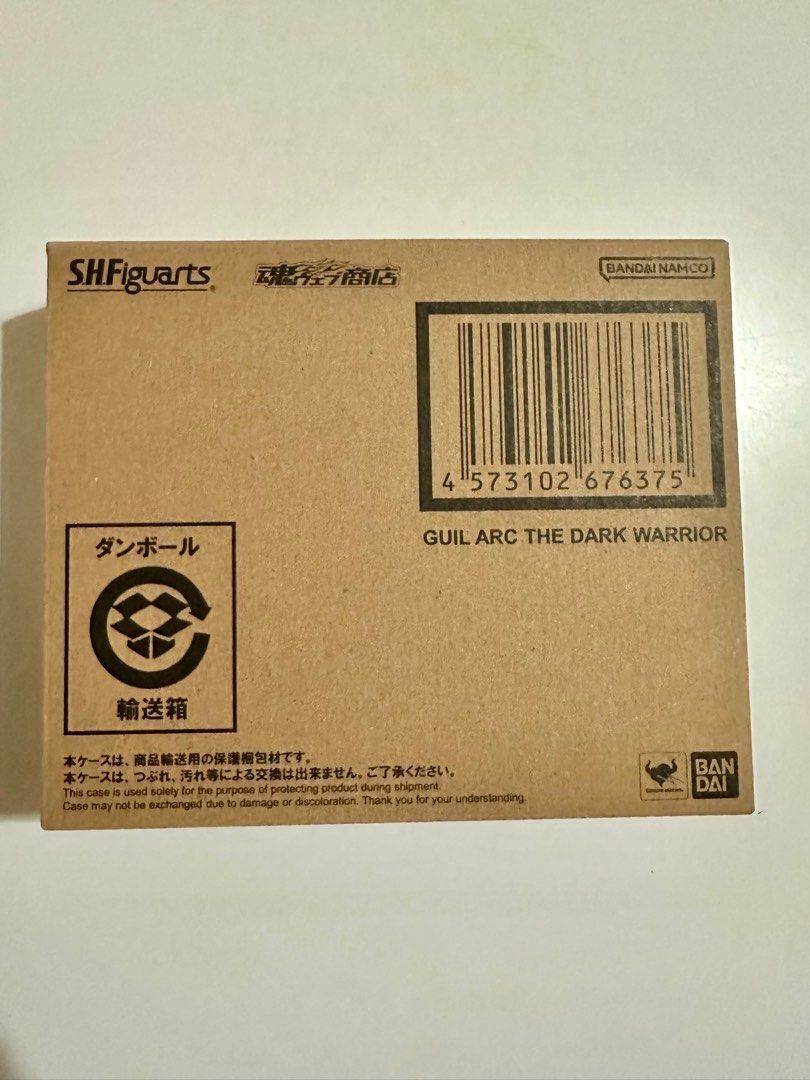 S.H.Figuarts
魂ウェブ商店
BANDAI NAMCO
4 573102 676375
GUIL ARC THE DARK WARRIOR
ダンボール
輸送箱
本ケースは、商品輸送用の保護梱包材です。
本ケースは、つぶれ、汚れ等による交換は出来ません。ご了承ください。
This case is used solely for the purpose of protecting product during shipment.
Case may not be exchanged due to damage or discoloration. Thank you for your understanding.
BAN
DAI